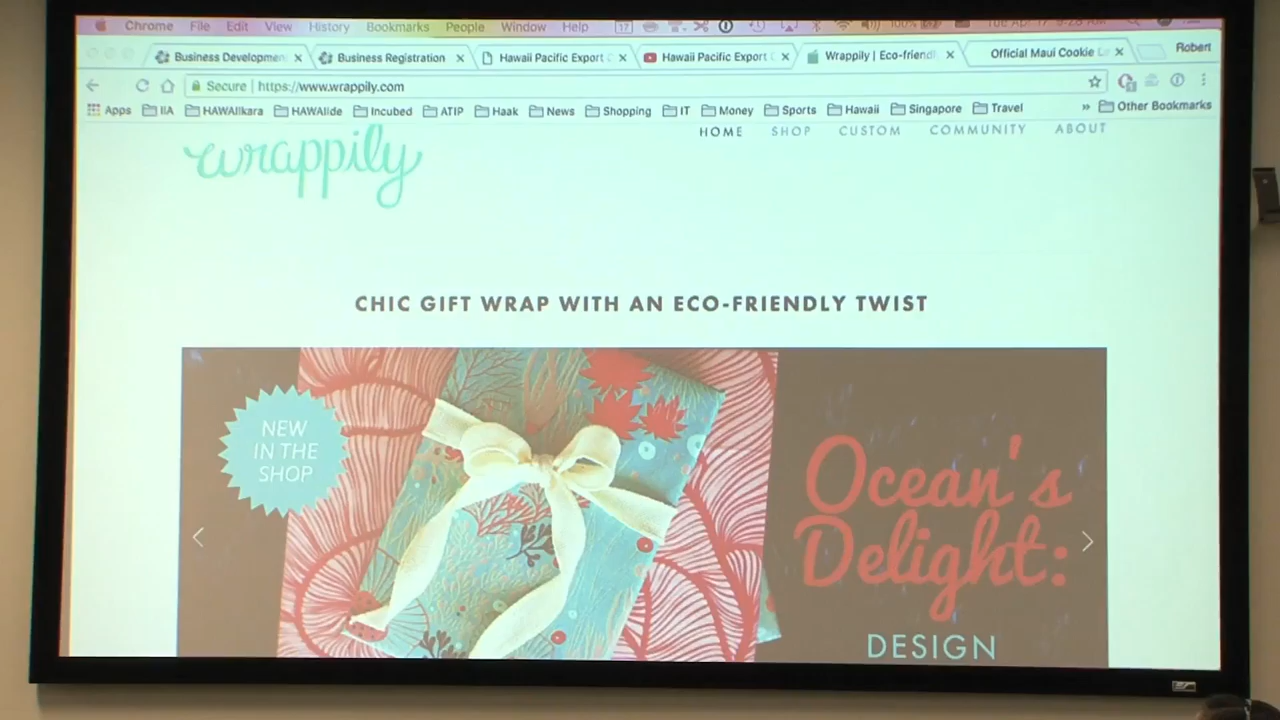 Chrome File Edit View History Bookmarks People Window Help 17 100%
Business Developmen Business Registration Hawaii Pacific Export C Hawaii Pacific Export C Wrappily | Eco-friendl Official Maui Cookie La Robert
Secure | https://www.wrappily.com
Apps IIA HAWAIIkara HAWAIIde Incubed ATIP Haak News Shopping IT Money Sports Hawaii Singapore Travel » Other Bookmarks
HOME SHOP CUSTOM COMMUNITY ABOUT
wrappily
CHIC GIFT WRAP WITH AN ECO-FRIENDLY TWIST
NEW
IN THE
SHOP
Ocean's
Delight:
DESIGN